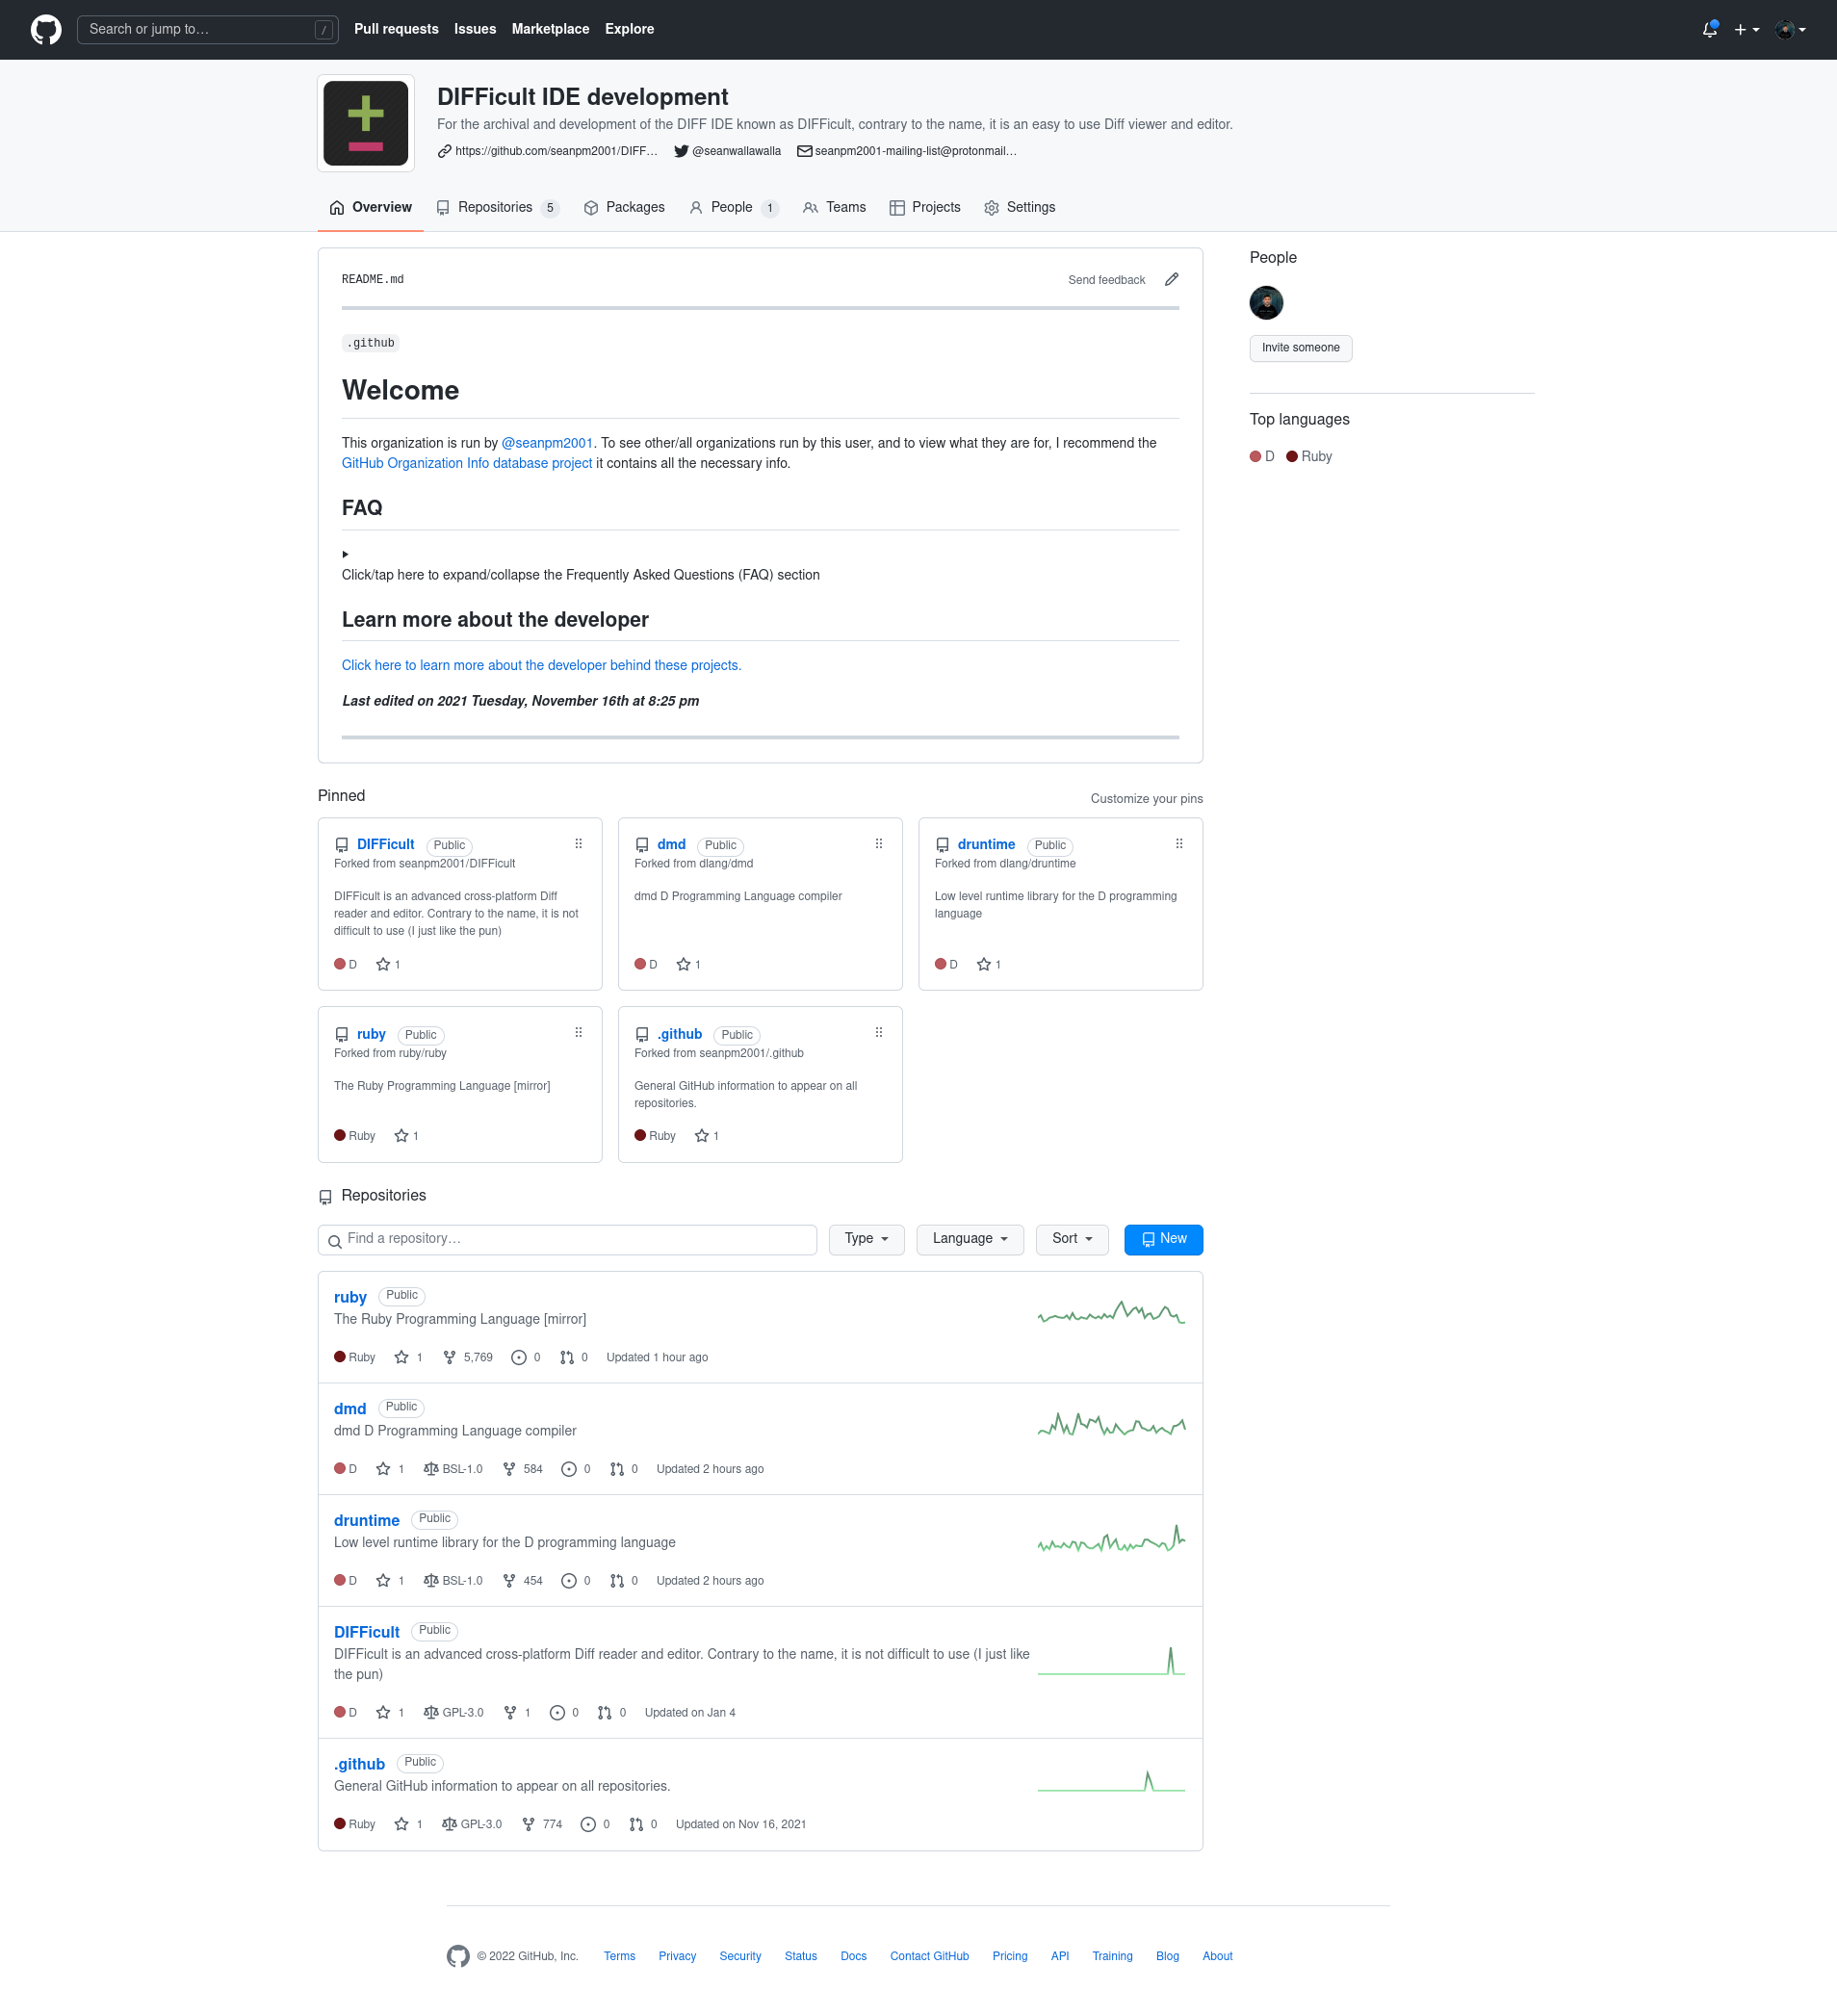 Search or jump to… /
Pull requests Issues Marketplace Explore
DIFFicult IDE development
For the archival and development of the DIFF IDE known as DIFFicult, contrary to the name, it is an easy to use Diff viewer and editor.
https://github.com/seanpm2001/DIFF… @seanwallawalla seanpm2001-mailing-list@protonmail…
Overview Repositories 5 Packages People 1 Teams Projects Settings
README.md Send feedback
.github
Welcome
This organization is run by @seanpm2001. To see other/all organizations run by this user, and to view what they are for, I recommend the
GitHub Organization Info database project it contains all the necessary info.
FAQ
Click/tap here to expand/collapse the Frequently Asked Questions (FAQ) section
Learn more about the developer
Click here to learn more about the developer behind these projects.
Last edited on 2021 Tuesday, November 16th at 8:25 pm
People
Invite someone
Top languages
D Ruby
Pinned Customize your pins
DIFFicult Public
Forked from seanpm2001/DIFFicult
DIFFicult is an advanced cross-platform Diff
reader and editor. Contrary to the name, it is not
difficult to use (I just like the pun)
D 1
dmd Public
Forked from dlang/dmd
dmd D Programming Language compiler
D 1
druntime Public
Forked from dlang/druntime
Low level runtime library for the D programming
language
D 1
ruby Public
Forked from ruby/ruby
The Ruby Programming Language [mirror]
Ruby 1
.github Public
Forked from seanpm2001/.github
General GitHub information to appear on all
repositories.
Ruby 1
Repositories
Find a repository… Type Language Sort New
ruby Public
The Ruby Programming Language [mirror]
Ruby 1 5,769 0 0 Updated 1 hour ago
dmd Public
dmd D Programming Language compiler
D 1 BSL-1.0 584 0 0 Updated 2 hours ago
druntime Public
Low level runtime library for the D programming language
D 1 BSL-1.0 454 0 0 Updated 2 hours ago
DIFFicult Public
DIFFicult is an advanced cross-platform Diff reader and editor. Contrary to the name, it is not difficult to use (I just like
the pun)
D 1 GPL-3.0 1 0 0 Updated on Jan 4
.github Public
General GitHub information to appear on all repositories.
Ruby 1 GPL-3.0 774 0 0 Updated on Nov 16, 2021
© 2022 GitHub, Inc. Terms Privacy Security Status Docs Contact GitHub Pricing API Training Blog About